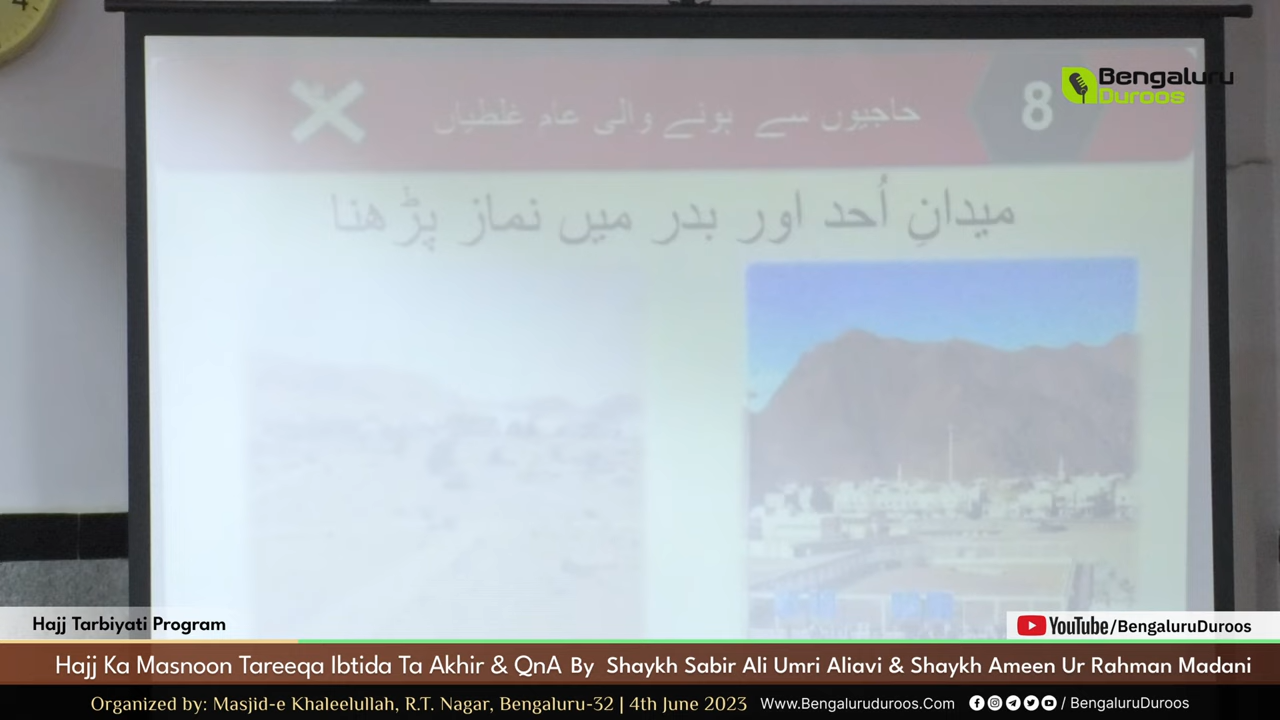 Bengaluru
Duroos
8
حاجیوں سے ہونے والی عام غلطیاں
میدانِ اُحد اور بدر میں نماز پڑھنا
Hajj Tarbiyati Program
YouTube/BengaluruDuroos
Hajj Ka Masnoon Tareeqa Ibtida Ta Akhir & QnA By Shaykh Sabir Ali Umri Aliavi & Shaykh Ameen Ur Rahman Madani
Organized by: Masjid-e Khaleelullah, R.T. Nagar, Bengaluru-32 | 4th June 2023 Www.Bengaluruduroos.Com / BengaluruDuroos